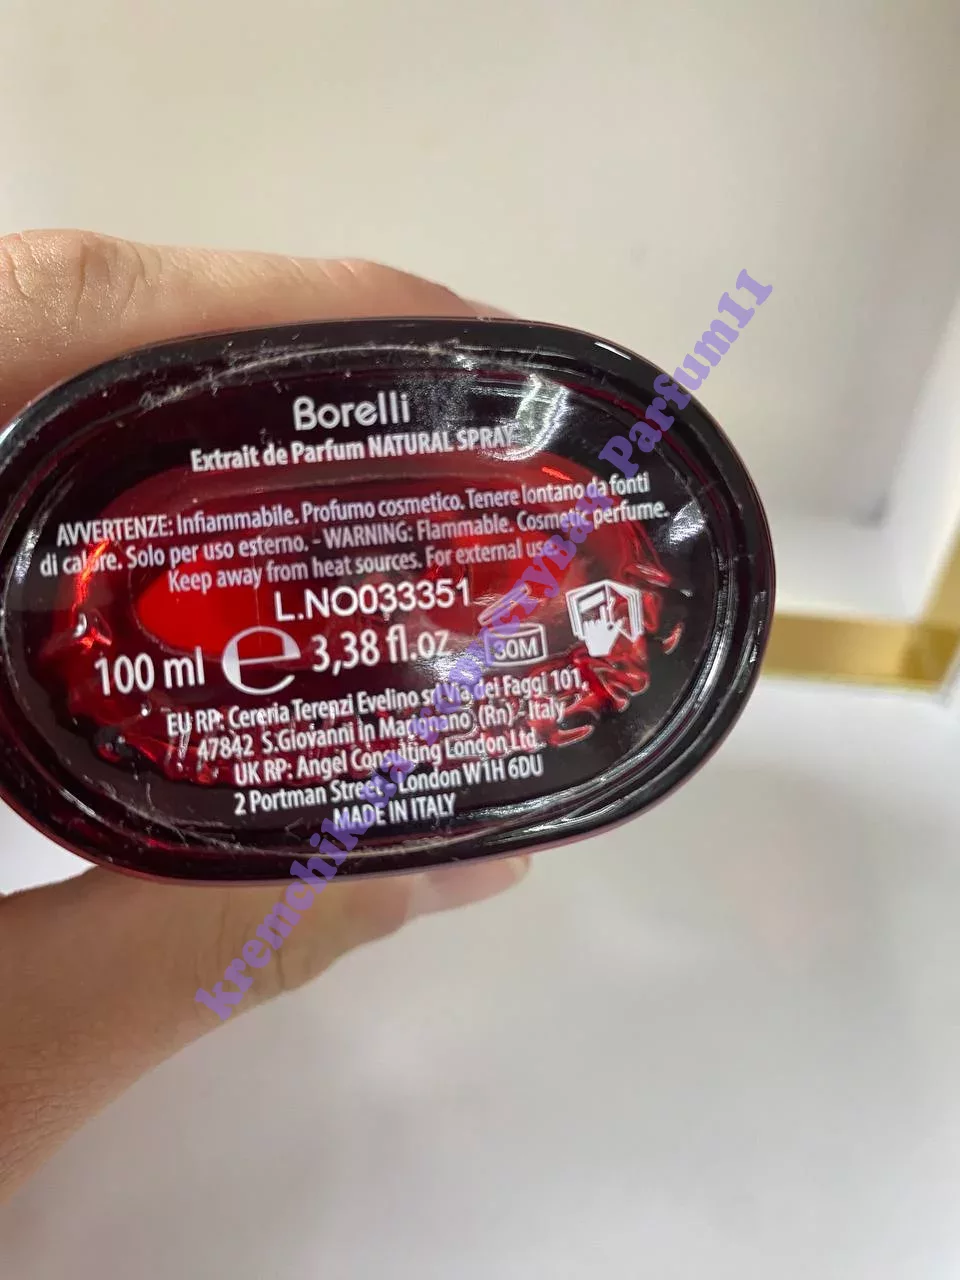 Borelli
Extrait de Parfum NATURAL SPRAY
AVVERTENZE: Infiammabile. Profumo cosmetico. Tenere lontano da fonti
di calore. Solo per uso esterno. - WARNING: Flammable. Cosmetic perfume.
Keep away from heat sources. For external use.
L.NO033351
100 ml e 3,38 fl.oz
30M
EU RP: Cereria Terenzi Evelino srl Via dei Faggi 101,
47842 S.Giovanni in Marignano (Rn) - Italy
UK RP: Angel Consulting London Ltd.
2 Portman Street - London W1H 6DU
MADE IN ITALY
Parfum11